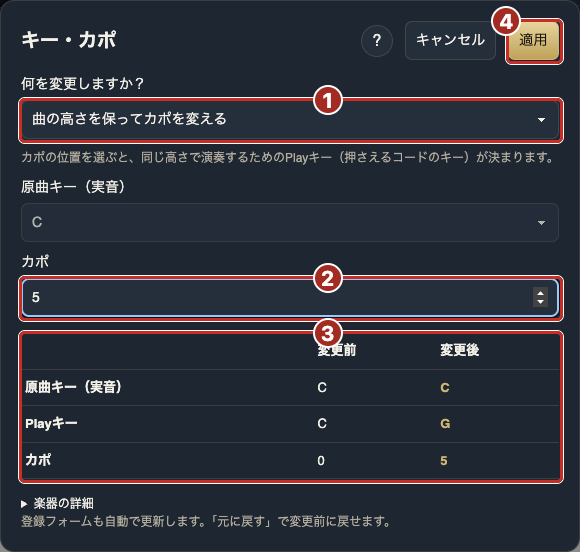 キー・カポ
?
キャンセル
4
適用
何を変更しますか？
1
曲の高さを保ってカポを変える
カポの位置を選ぶと、同じ高さで演奏するためのPlayキー（押さえるコードのキー）が決まります。
原曲キー（実音）
C
カポ
2
5
3
変更前 変更後
原曲キー（実音） C C
Playキー C G
カポ 0 5
▶ 楽器の詳細
登録フォームも自動で更新します。「元に戻す」で変更前に戻せます。